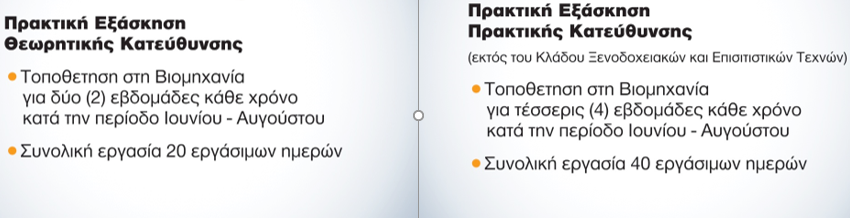 Πρακτική Εξάσκηση
Θεωρητικής Κατεύθυνσης
• Τοποθετηση στη Βιομηχανία
για δύο (2) εβδομάδες κάθε χρόνο
κατά την περίοδο Ιουνίου - Αυγούστου
• Συνολική εργασία 20 εργάσιμων ημερών
Πρακτική Εξάσκηση
Πρακτικής Κατεύθυνσης
(εκτός του Κλάδου Ξενοδοχειακών και Επισιτιστικών Τεχνών)
• Τοποθετηση στη Βιομηχανία
για τέσσερις (4) εβδομάδες κάθε χρόνο
κατά την περίοδο Ιουνίου - Αυγούστου
• Συνολική εργασία 40 εργάσιμων ημερών